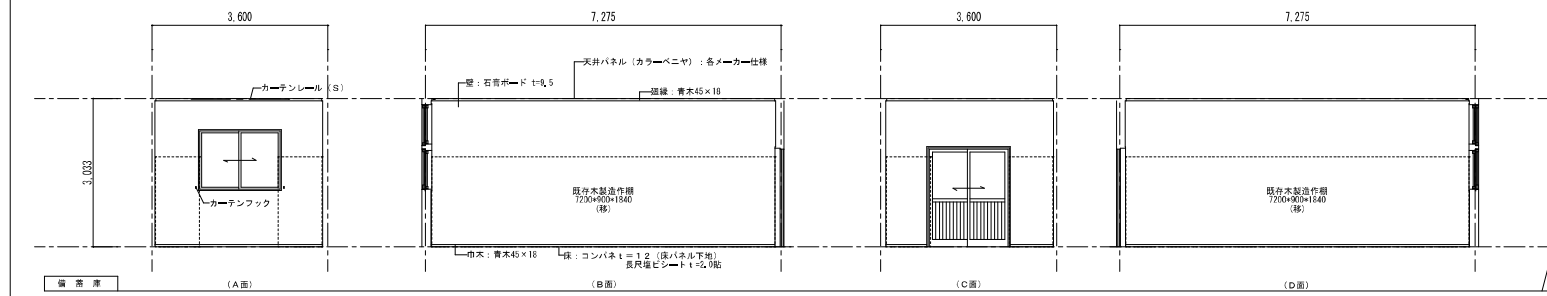 3,600
7,275
3,600
7,275
天井パネル（カラーベニヤ）：各メーカー仕様
カーテンレール（S）
壁：石膏ボード t=9.5
廻縁：青木45×18
3,033
カーテンフック
既存木製造作棚
7200*900*1840
（移）
既存木製造作棚
7200*900*1840
（移）
巾木：青木45×18
床：コンパネｔ＝１２（床パネル下地）
長尺塩ビシートｔ=2.0貼
備蓄庫
（A面）
（B面）
（C面）
（D面）